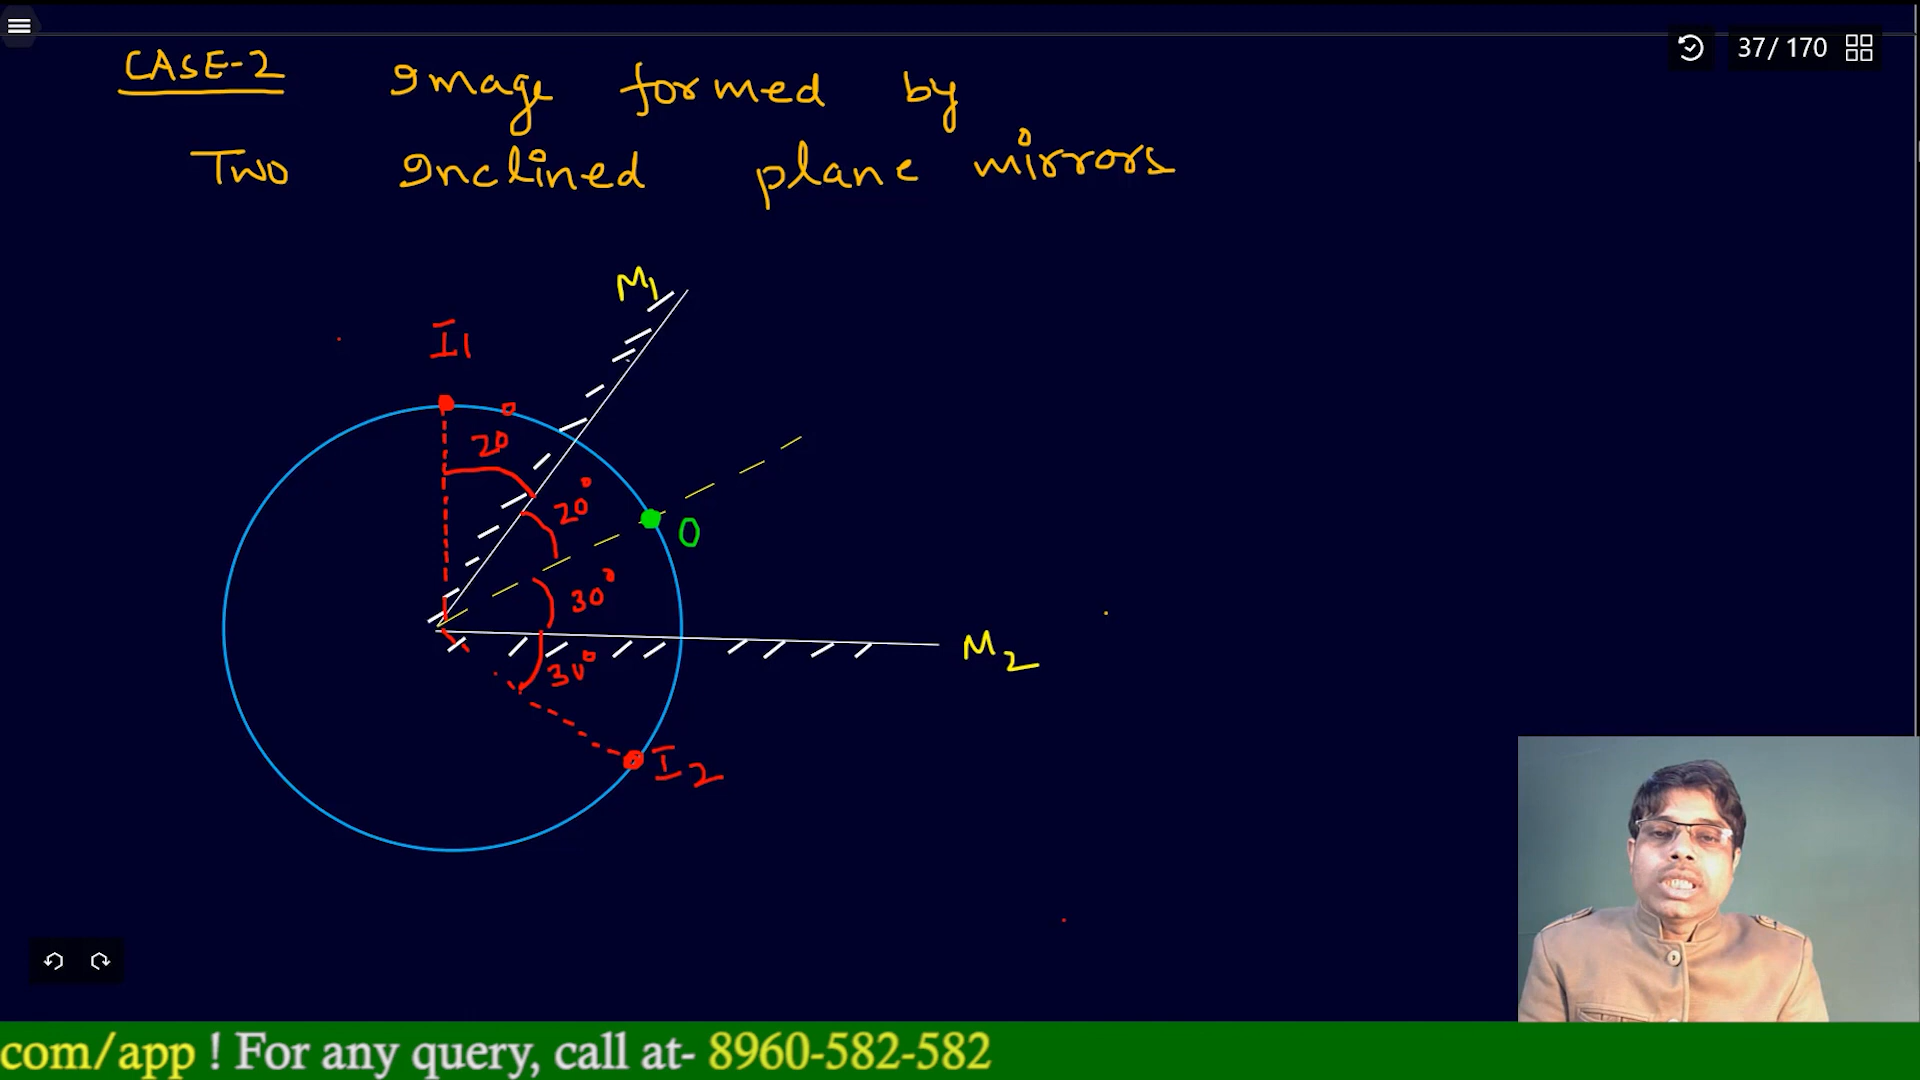 37/170
CASE-2 Image formed by
Two Inclined plane mirrors
M1
I1
20°
20°
O
30°
M2
30°
I2
com/app ! For any query, call at- 8960-582-582